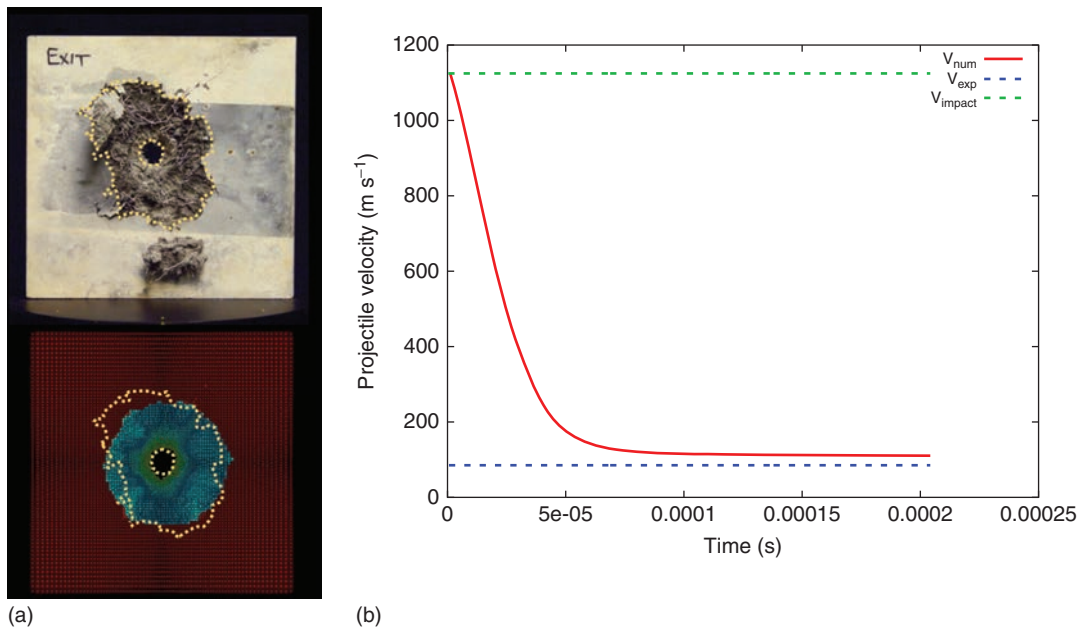 EXIT
(a)
(b)
1200
1000
800
600
400
200
0
Projectile velocity (m s⁻¹)
0
5e-05
0.0001
0.00015
0.0002
0.00025
Time (s)
V_num
V_exp
V_impact